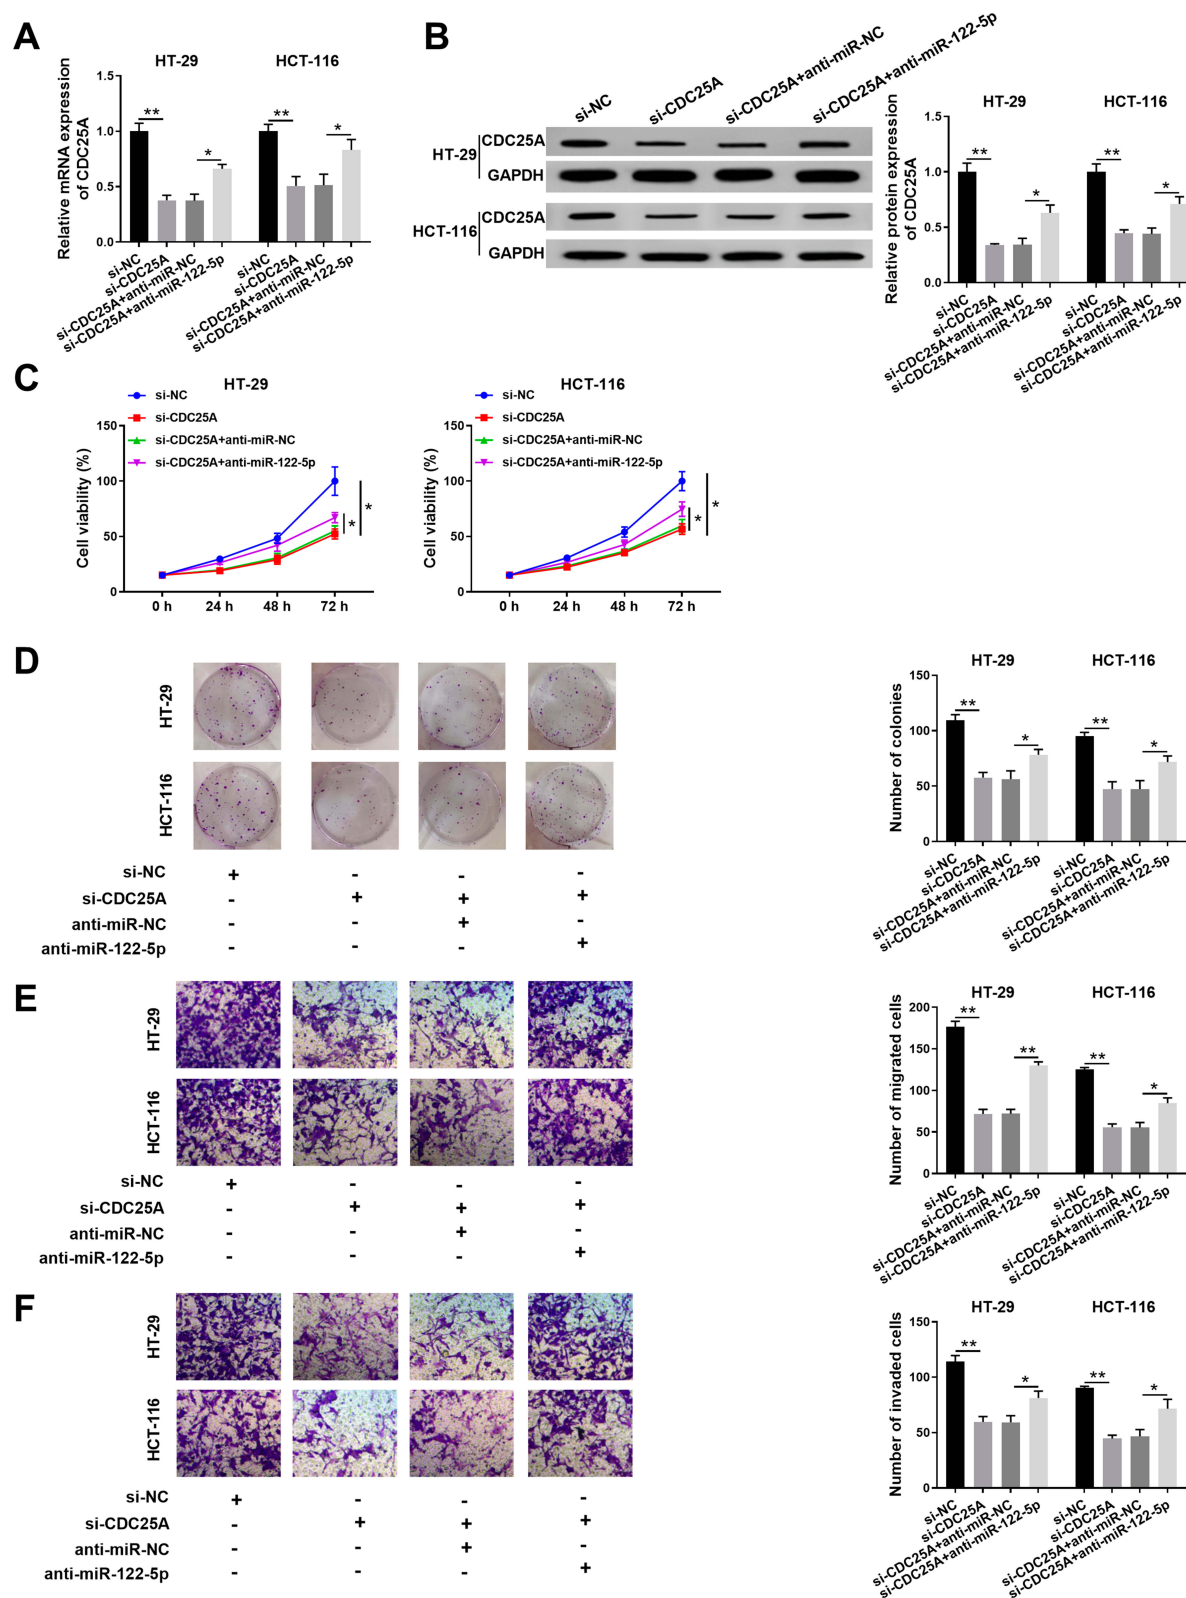 A
HT-29
HCT-116
Relative mRNA expression
of CDC25A
1.5
1.0
0.5
0.0
**
*
**
*
si-NC
si-CDC25A
si-CDC25A+anti-miR-NC
si-CDC25A+anti-miR-122-5p
si-NC
si-CDC25A
si-CDC25A+anti-miR-NC
si-CDC25A+anti-miR-122-5p
B
si-NC
si-CDC25A
si-CDC25A+anti-miR-NC
si-CDC25A+anti-miR-122-5p
HT-29
CDC25A
GAPDH
HCT-116
CDC25A
GAPDH
HT-29
HCT-116
Relative protein expression
of CDC25A
1.5
1.0
0.5
0.0
**
*
**
*
si-NC
si-CDC25A
si-CDC25A+anti-miR-NC
si-CDC25A+anti-miR-122-5p
si-NC
si-CDC25A
si-CDC25A+anti-miR-NC
si-CDC25A+anti-miR-122-5p
C
HT-29
si-NC
si-CDC25A
si-CDC25A+anti-miR-NC
si-CDC25A+anti-miR-122-5p
Cell viability (%)
150
100
50
0
0 h
24 h
48 h
72 h
*
*
HCT-116
si-NC
si-CDC25A
si-CDC25A+anti-miR-NC
si-CDC25A+anti-miR-122-5p
Cell viability (%)
150
100
50
0
0 h
24 h
48 h
72 h
*
*
D
HT-29
HCT-116
si-NC + - - -
si-CDC25A - + + +
anti-miR-NC - - + -
anti-miR-122-5p - - - +
HT-29
HCT-116
Number of colonies
150
100
50
0
**
*
**
*
si-NC
si-CDC25A
si-CDC25A+anti-miR-NC
si-CDC25A+anti-miR-122-5p
si-NC
si-CDC25A
si-CDC25A+anti-miR-NC
si-CDC25A+anti-miR-122-5p
E
HT-29
HCT-116
si-NC + - - -
si-CDC25A - + + +
anti-miR-NC - - + -
anti-miR-122-5p - - - +
HT-29
HCT-116
Number of migrated cells
200
150
100
50
0
**
**
**
*
si-NC
si-CDC25A
si-CDC25A+anti-miR-NC
si-CDC25A+anti-miR-122-5p
si-NC
si-CDC25A
si-CDC25A+anti-miR-NC
si-CDC25A+anti-miR-122-5p
F
HT-29
HCT-116
si-NC + - - -
si-CDC25A - + + +
anti-miR-NC - - + -
anti-miR-122-5p - - - +
HT-29
HCT-116
Number of invaded cells
150
100
50
0
**
*
**
*
si-NC
si-CDC25A
si-CDC25A+anti-miR-NC
si-CDC25A+anti-miR-122-5p
si-NC
si-CDC25A
si-CDC25A+anti-miR-NC
si-CDC25A+anti-miR-122-5p